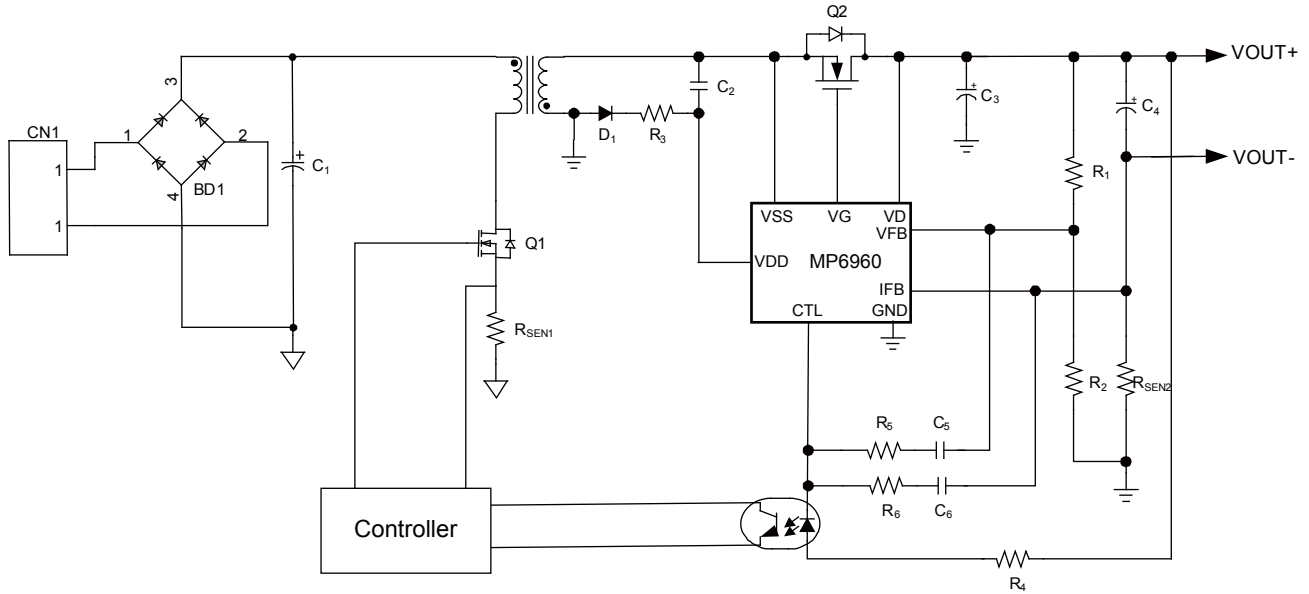 Q2
VOUT+
3
C2
C3
C4
CN1
1
2
D1
R3
1
C1
BD1
R1
VOUT-
4
1
VSS
VG
VD
VFB
Q1
VDD
MP6960
IFB
CTL
GND
RSEN1
R2
RSEN2
R5
C5
R6
C6
Controller
R4